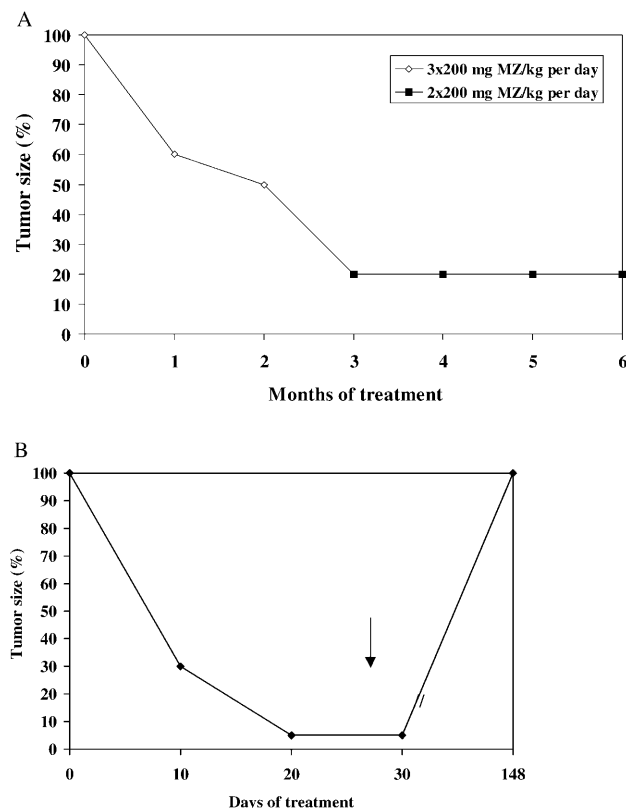 A
100
90
80
70
60
50
40
30
20
10
0
Tumor size (%)
3x200 mg MZ/kg per day
2x200 mg MZ/kg per day
0 1 2 3 4 5 6
Months of treatment
B
100
90
80
70
60
50
40
30
20
10
0
Tumor size (%)
0 10 20 30 148
Days of treatment